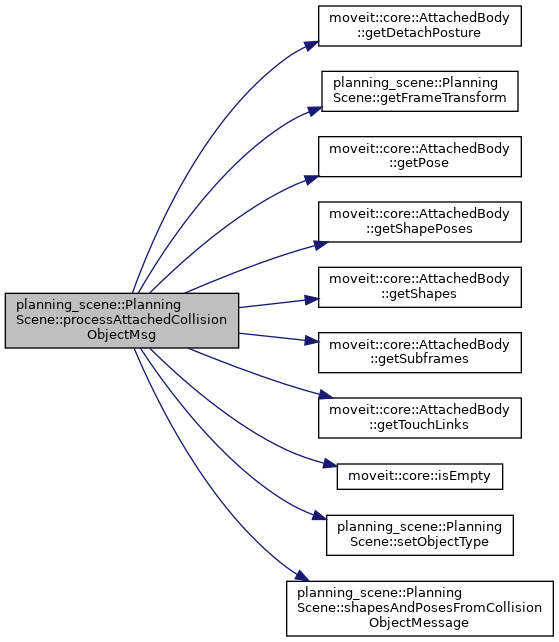 moveit::core::AttachedBody
::getDetachPosture
planning_scene::Planning
Scene::getFrameTransform
moveit::core::AttachedBody
::getPose
moveit::core::AttachedBody
::getShapePoses
planning_scene::Planning
Scene::processAttachedCollision
ObjectMsg
moveit::core::AttachedBody
::getShapes
moveit::core::AttachedBody
::getSubframes
moveit::core::AttachedBody
::getTouchLinks
moveit::core::isEmpty
planning_scene::Planning
Scene::setObjectType
planning_scene::Planning
Scene::shapesAndPosesFromCollision
ObjectMessage